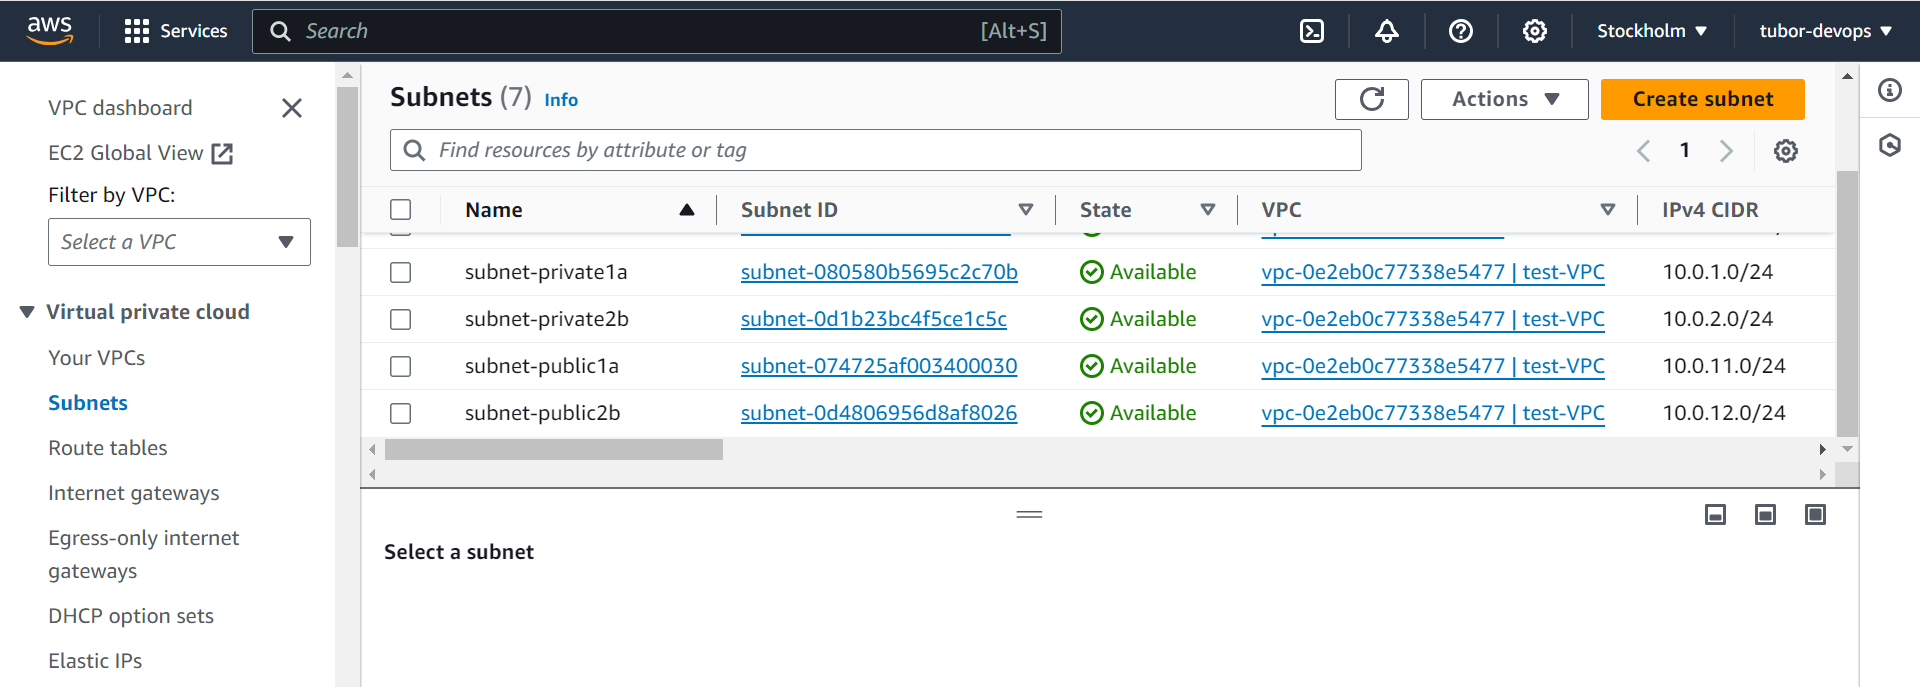 aws
Services
Search
[Alt+S]
Stockholm
tubor-devops
VPC dashboard
EC2 Global View
Filter by VPC:
Select a VPC
Virtual private cloud
Your VPCs
Subnets
Route tables
Internet gateways
Egress-only internet
gateways
DHCP option sets
Elastic IPs
Subnets (7) Info
Actions
Create subnet
Find resources by attribute or tag
1
Name Subnet ID State VPC IPv4 CIDR
subnet-private1a subnet-080580b5695c2c70b Available vpc-0e2eb0c77338e5477 | test-VPC 10.0.1.0/24
subnet-private2b subnet-0d1b23bc4f5ce1c5c Available vpc-0e2eb0c77338e5477 | test-VPC 10.0.2.0/24
subnet-public1a subnet-074725af003400030 Available vpc-0e2eb0c77338e5477 | test-VPC 10.0.11.0/24
subnet-public2b subnet-0d4806956d8af8026 Available vpc-0e2eb0c77338e5477 | test-VPC 10.0.12.0/24
Select a subnet